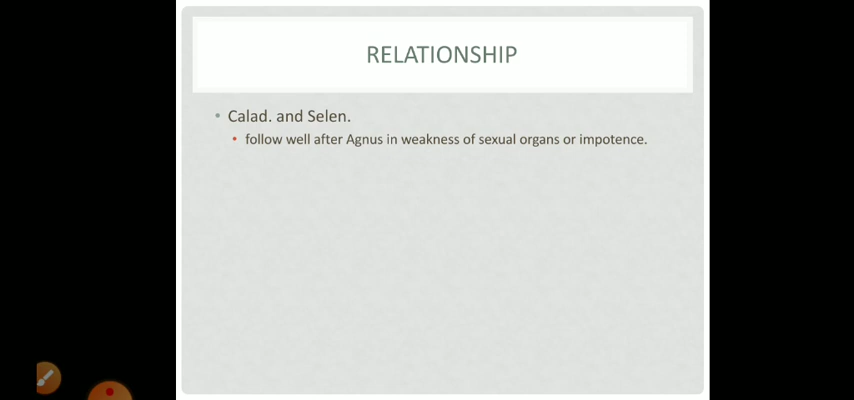 RELATIONSHIP
• Calad. and Selen.
• follow well after Agnus in weakness of sexual organs or impotence.